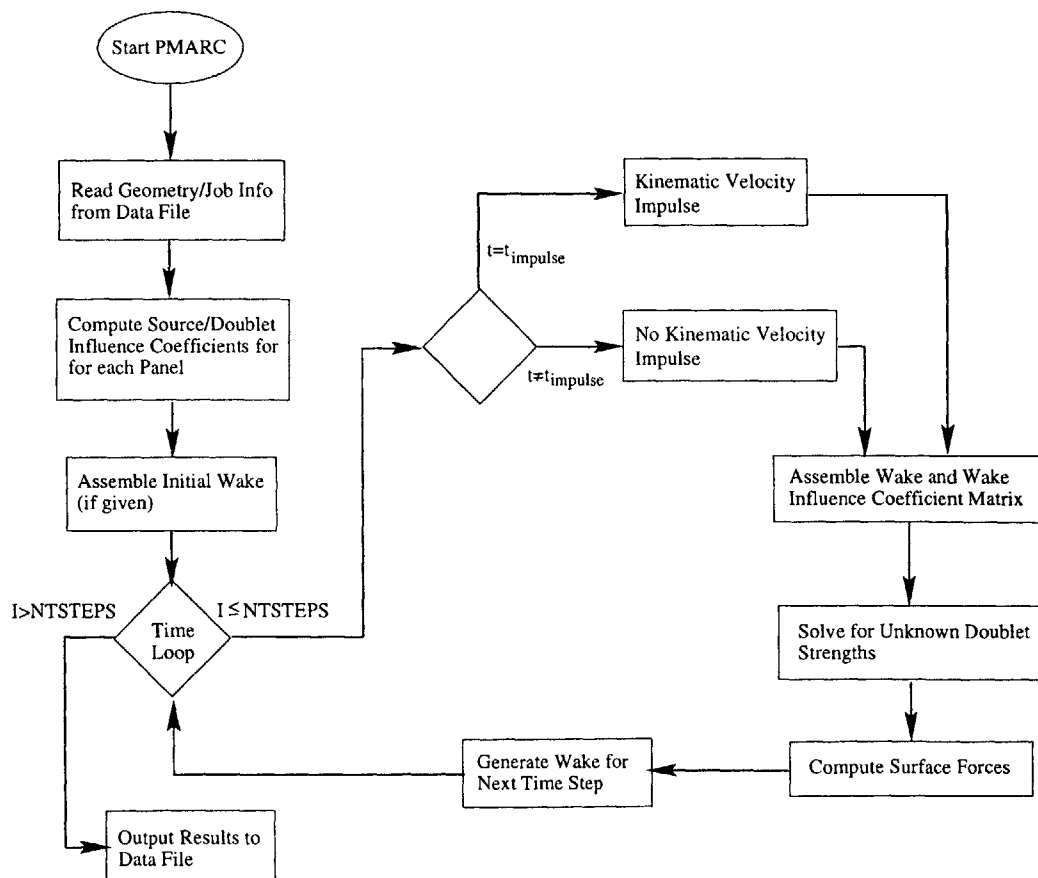 Start PMARC
Read Geometry/Job Info
from Data File
Compute Source/Doublet
Influence Coefficients for
for each Panel
Assemble Initial Wake
(if given)
I>NTSTEPS
I ≤ NTSTEPS
Time
Loop
Output Results to
Data File
t=t_impulse
t≠t_impulse
Kinematic Velocity
Impulse
No Kinematic Velocity
Impulse
Assemble Wake and Wake
Influence Coefficient Matrix
Solve for Unknown Doublet
Strengths
Compute Surface Forces
Generate Wake for
Next Time Step